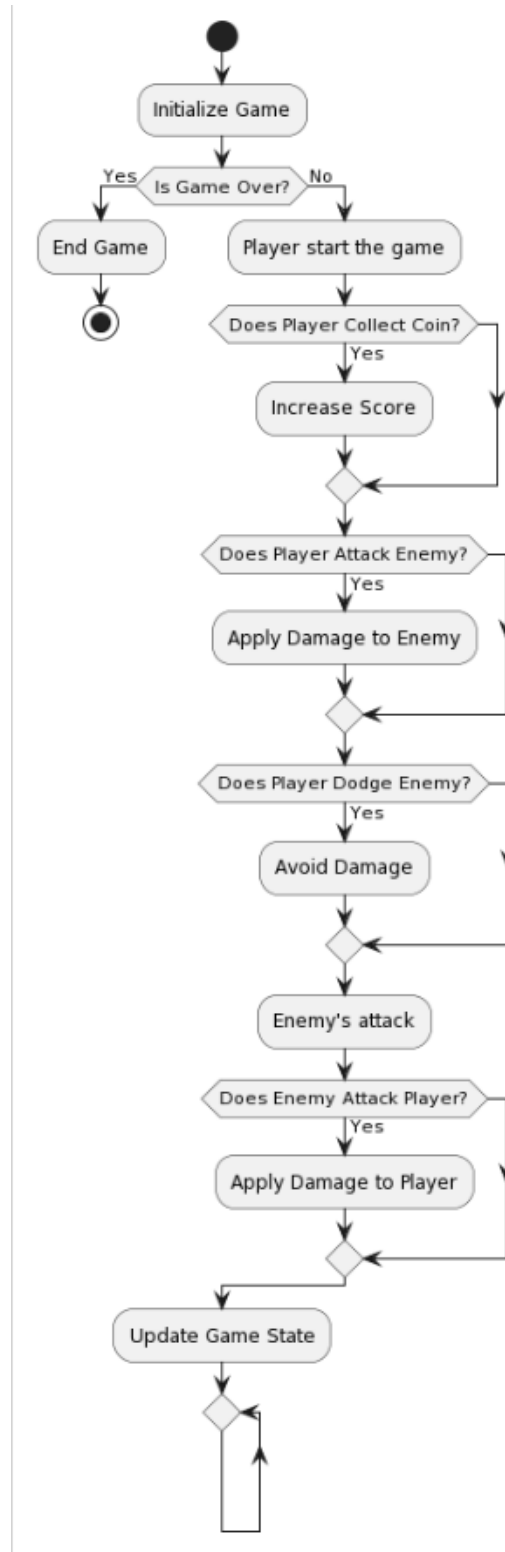 Initialize Game
Yes
Is Game Over?
No
End Game
Player start the game
Does Player Collect Coin?
Yes
Increase Score
Does Player Attack Enemy?
Yes
Apply Damage to Enemy
Does Player Dodge Enemy?
Yes
Avoid Damage
Enemy's attack
Does Enemy Attack Player?
Yes
Apply Damage to Player
Update Game State